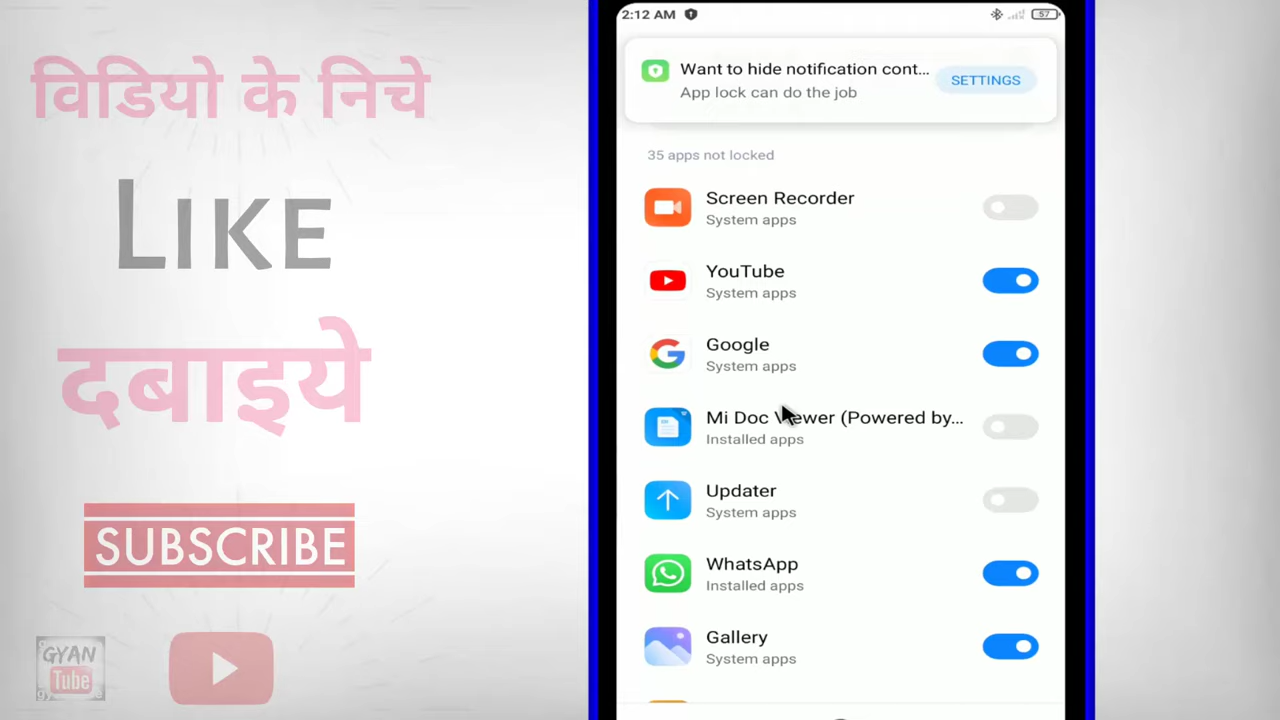 विडियो के निचे
LIKE
दबाइये
SUBSCRIBE
GYAN
Tube
2:12 AM
57
Want to hide notification cont...
App lock can do the job
SETTINGS
35 apps not locked
Screen Recorder
System apps
YouTube
System apps
Google
System apps
Mi Doc Viewer (Powered by...
Installed apps
Updater
System apps
WhatsApp
Installed apps
Gallery
System apps